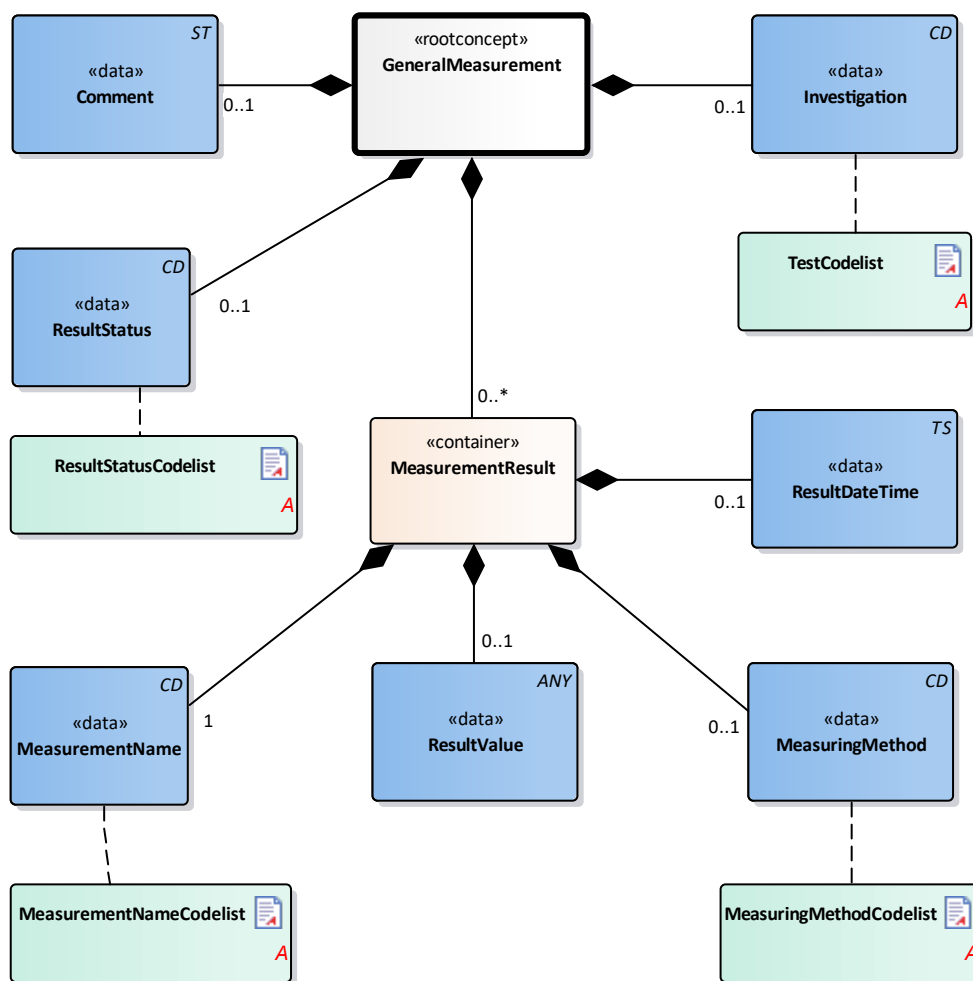 ST
«data»
Comment
0..1
«rootconcept»
GeneralMeasurement
CD
«data»
Investigation
0..1
TestCodelist
A
CD
«data»
ResultStatus
0..1
ResultStatusCodelist
A
0..*
«container»
MeasurementResult
TS
«data»
ResultDateTime
0..1
CD
«data»
MeasurementName
1
0..1
ANY
«data»
ResultValue
CD
«data»
MeasuringMethod
0..1
MeasurementNameCodelist
A
MeasuringMethodCodelist
A